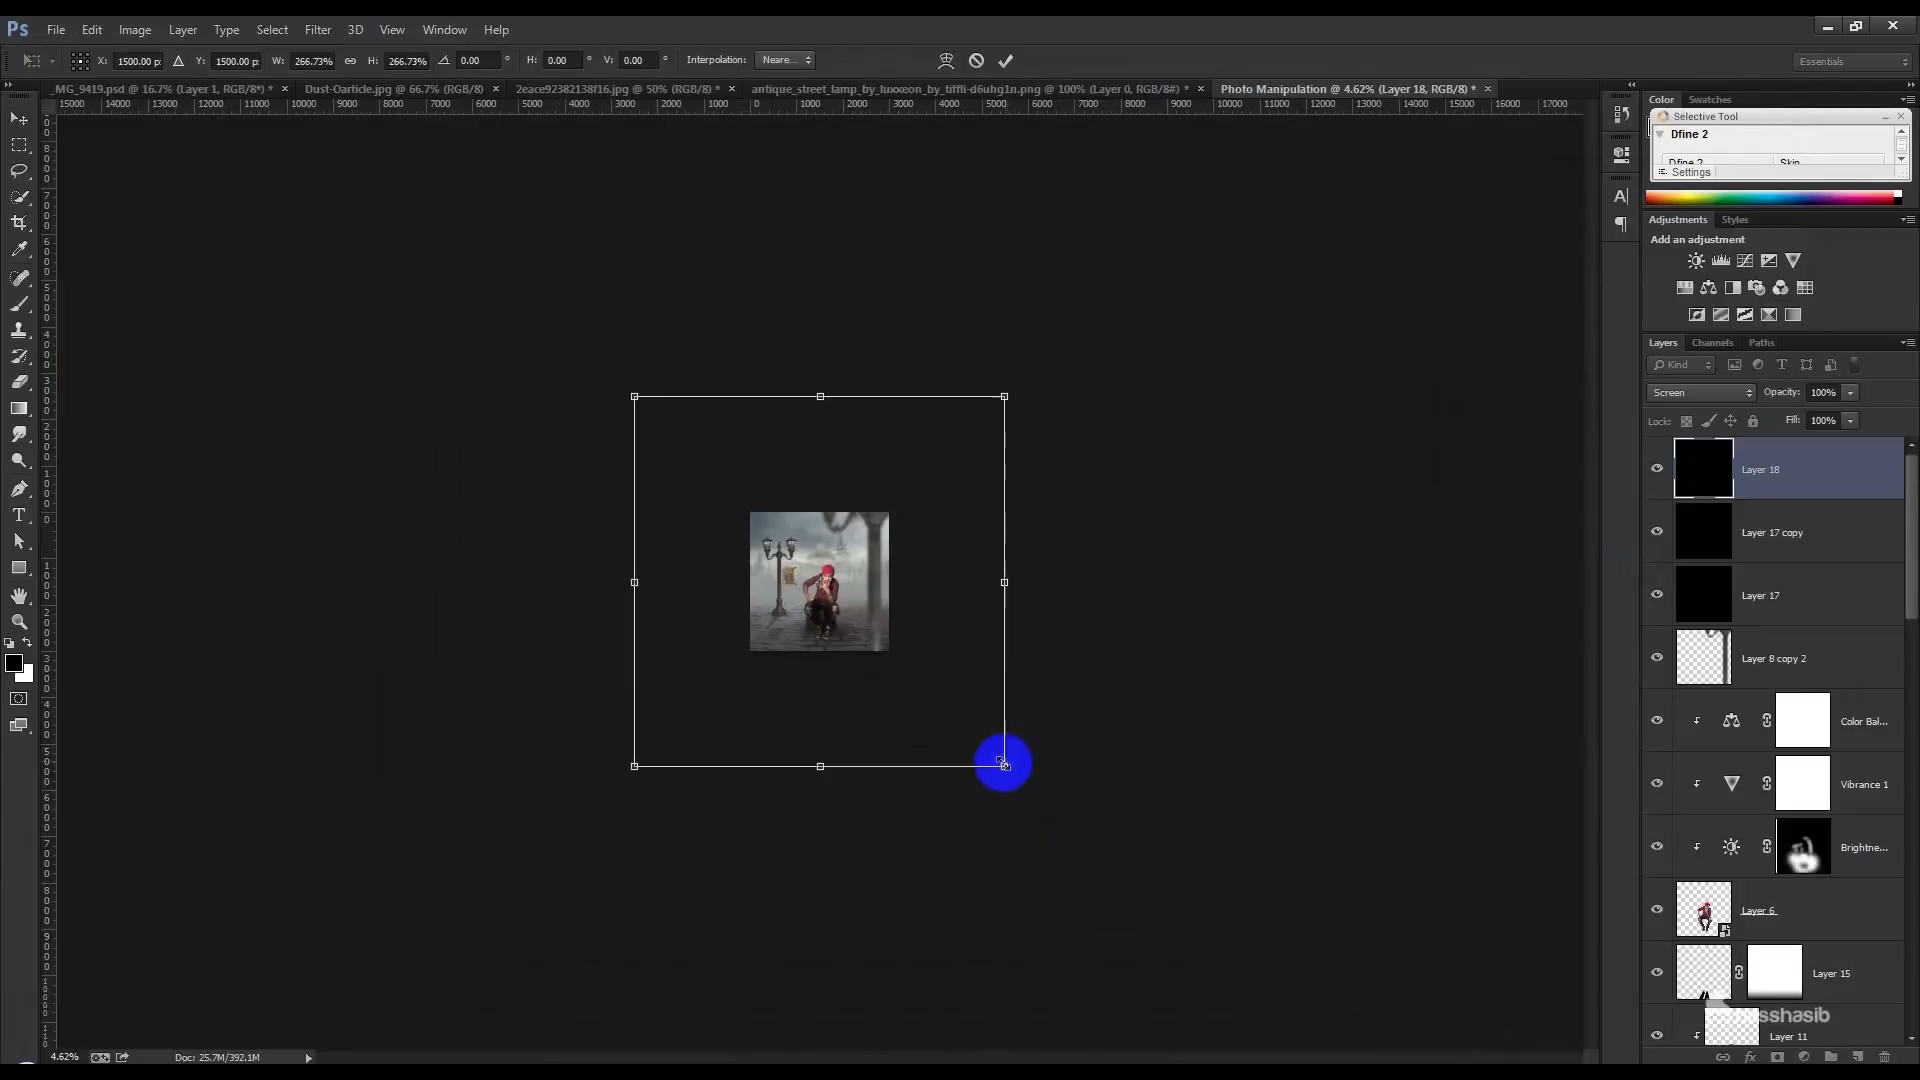 Ps File Edit Image Layer Type Select Filter 3D View Window Help
X: 1500.00 p: Y: 1500.00 p: W: 266.73% H: 266.73% 0.00 ° H: 0.00 ° V: 0.00 ° Interpolation: Neare... Essentials
_MG_9419.psd @ 16.7% (Layer 1, RGB/8*) * × Dust-Oarticle.jpg @ 66.7% (RGB/8) × 2eace92382138f16.jpg @ 50% (RGB/8) * × antique_street_lamp_by_luxxeon_by_tiffli-d6uhg1n.png @ 100% (Layer 0, RGB/8#) * × Photo Manipulation @ 4.62% (Layer 18, RGB/8) * ×
15000 14000 13000 12000 11000 10000 9000 8000 7000 6000 5000 4000 3000 2000 1000 0 1000 2000 3000 4000 5000 6000 7000 8000 9000 10000 11000 12000 13000 14000 15000 16000 17000
Color Swatches
Selective Tool
Dfine 2
Dfine 2 Skin
Settings
Adjustments Styles
Add an adjustment
Layers Channels Paths
Kind
Screen Opacity: 100%
Lock: Fill: 100%
Layer 18
Layer 17 copy
Layer 17
Layer 8 copy 2
Color Bal...
Vibrance 1
Brightne...
Layer 6
Layer 15
sshasib
Layer 11
4.62% Doc: 25.7M/392.1M